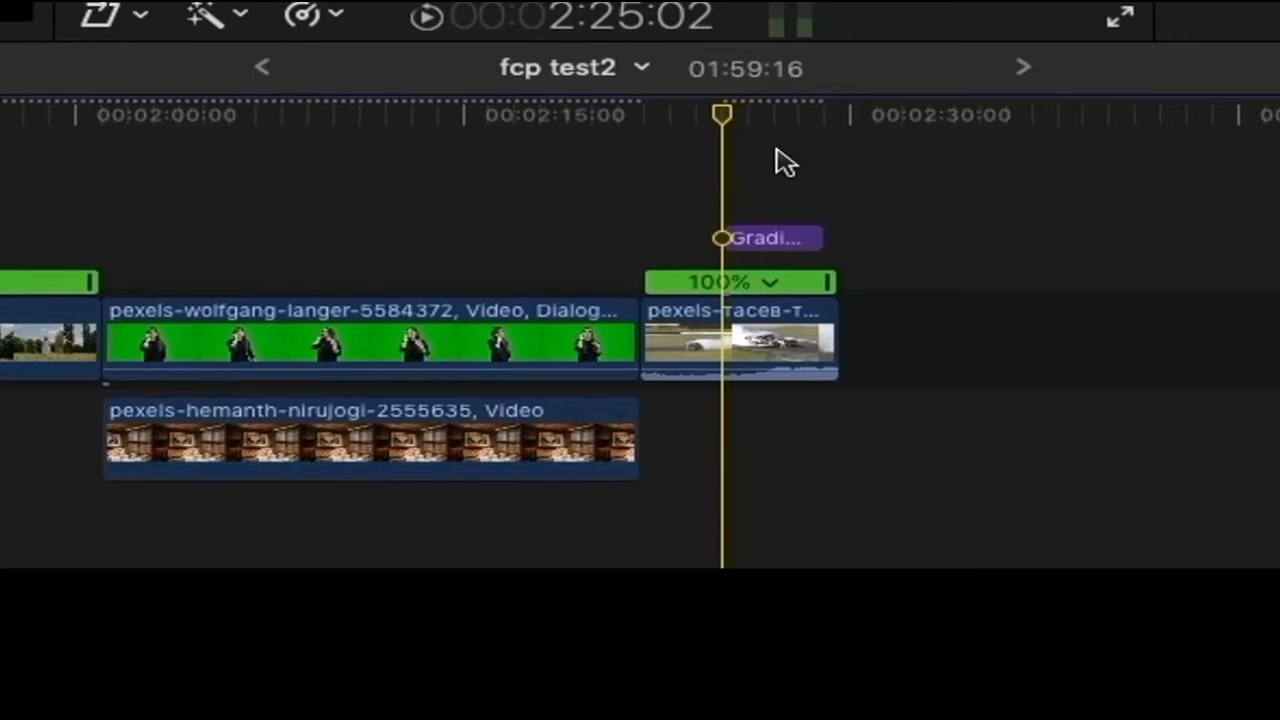 00:02:25:02
fcp test2 01:59:16
00:02:00:00 00:02:15:00 00:02:30:00
Gradi...
100%
pexels-wolfgang-langer-5584372, Video, Dialog... pexels-тасев-т...
pexels-hemanth-nirujogi-2555635, Video